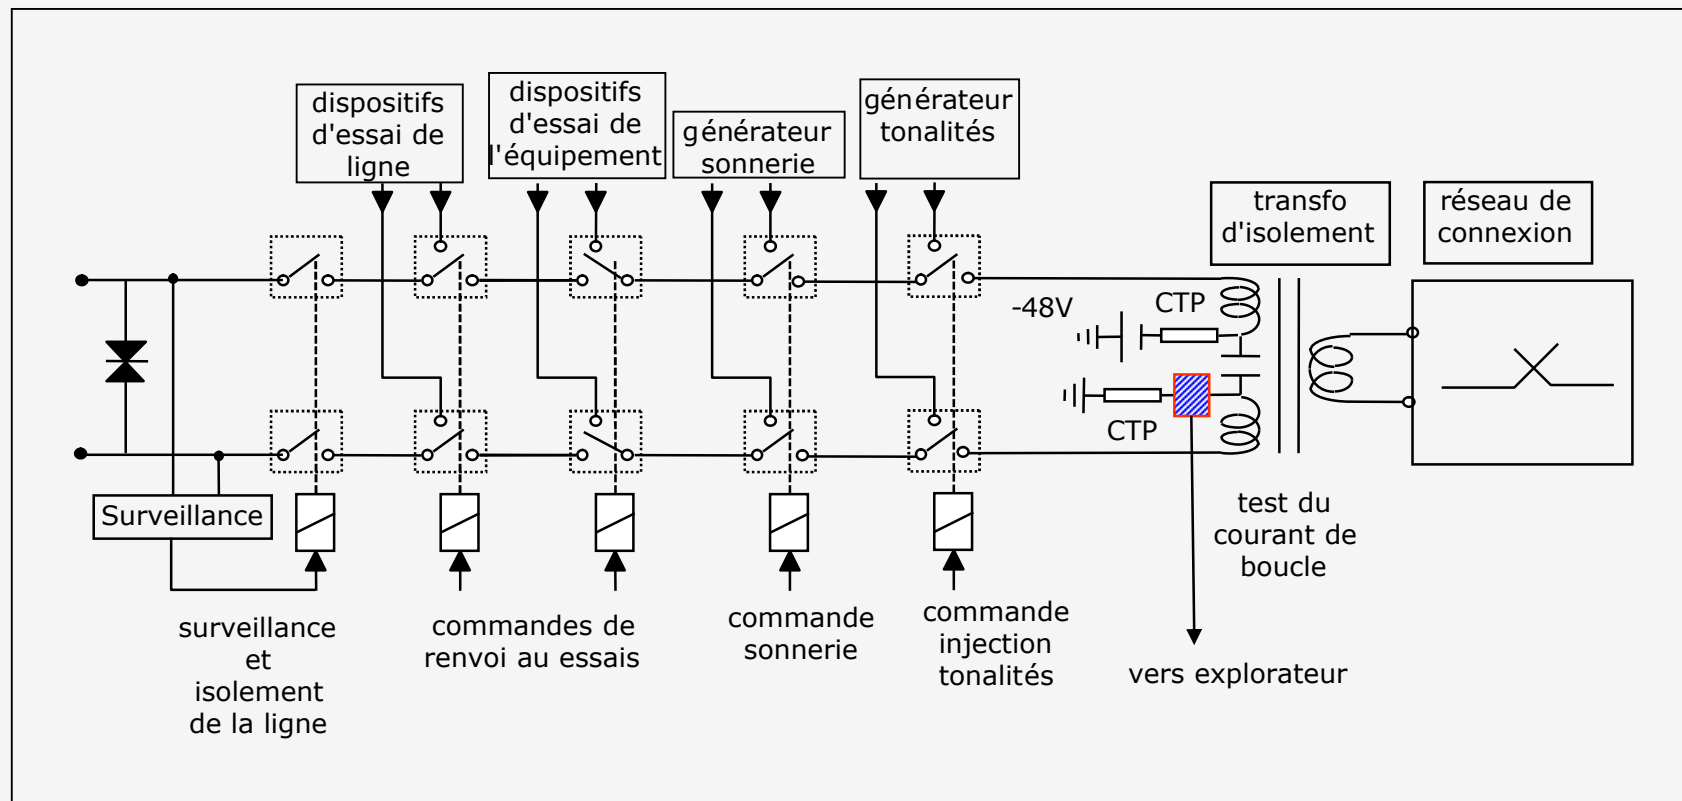 dispositifs
d'essai de
ligne
dispositifs
d'essai de
l'équipement
générateur
sonnerie
générateur
tonalités
transfo
d'isolement
réseau de
connexion
-48V
CTP
CTP
Surveillance
test du
courant de
boucle
surveillance
et
isolement
de la ligne
commandes de
renvoi au essais
commande
sonnerie
commande
injection
tonalités
vers explorateur